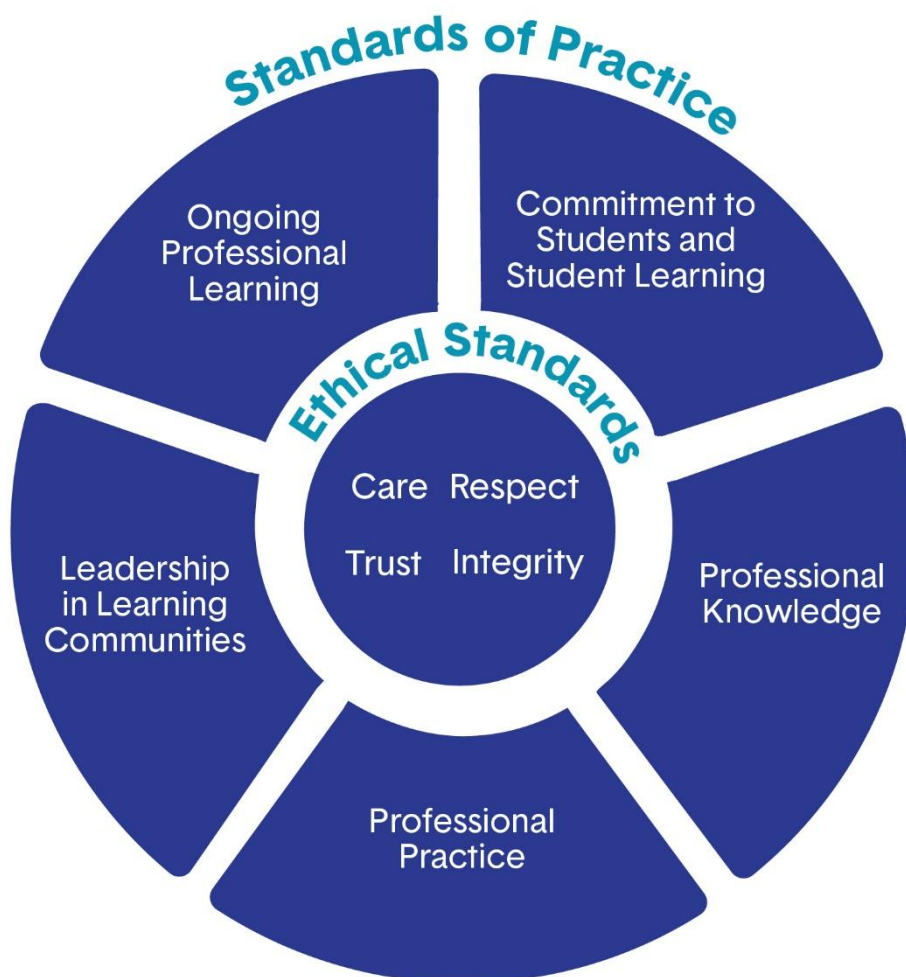 Standards of Practice
Ongoing
Professional
Learning
Commitment to
Students and
Student Learning
Ethical Standards
Care Respect
Trust Integrity
Leadership
in Learning
Communities
Professional
Knowledge
Professional
Practice